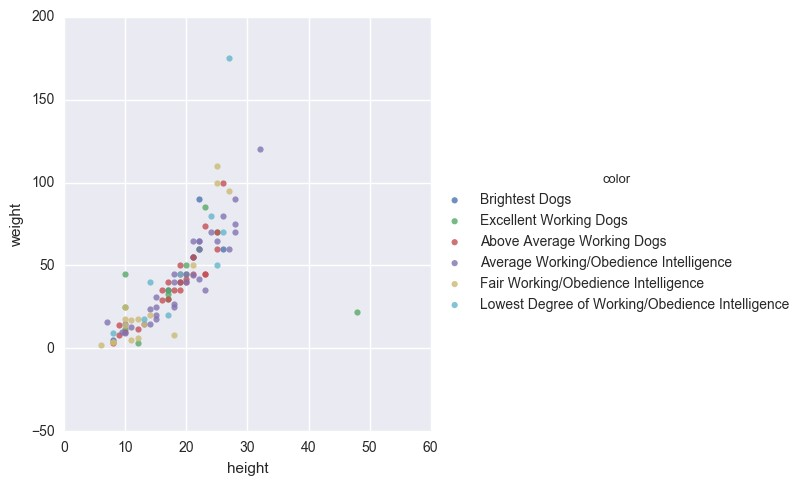 200
150
100
50
0
−50
0 10 20 30 40 50 60
height
weight
color
Brightest Dogs
Excellent Working Dogs
Above Average Working Dogs
Average Working/Obedience Intelligence
Fair Working/Obedience Intelligence
Lowest Degree of Working/Obedience Intelligence